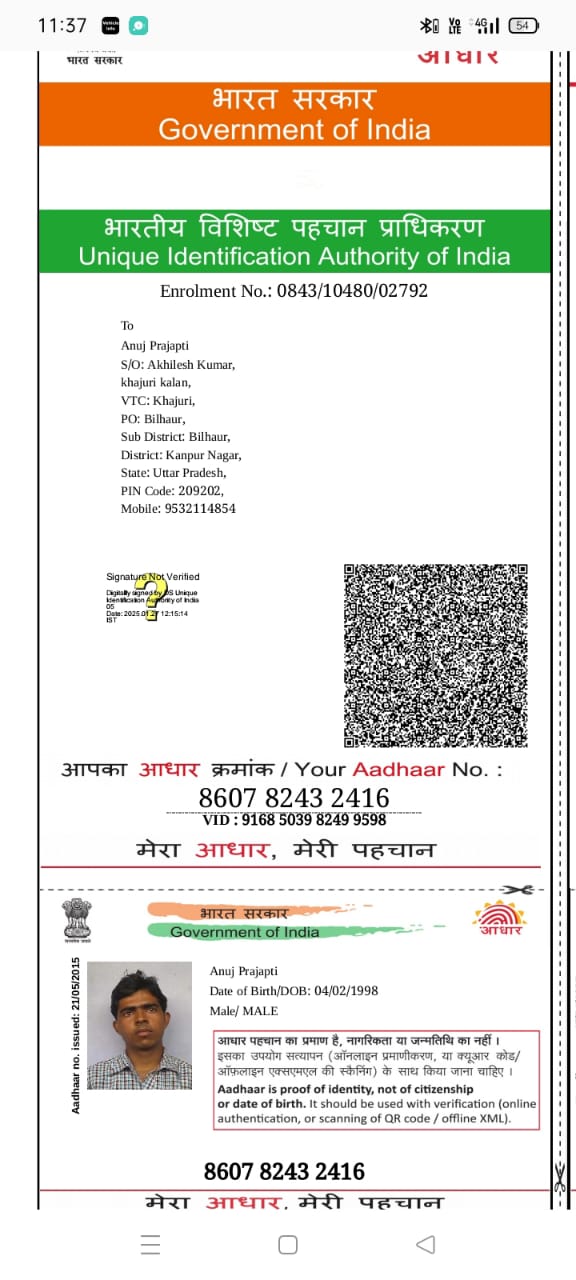 11:37
54
भारत सरकार
आधार
भारत सरकार
Government of India
भारतीय विशिष्ट पहचान प्राधिकरण
Unique Identification Authority of India
Enrolment No.: 0843/10480/02792
To
Anuj Prajapti
S/O: Akhilesh Kumar,
khajuri kalan,
VTC: Khajuri,
PO: Bilhaur,
Sub District: Bilhaur,
District: Kanpur Nagar,
State: Uttar Pradesh,
PIN Code: 209202,
Mobile: 9532114854
Signature Not Verified
Digitally signed by DS Unique
Identification Authority of India
05
Date: 2025.01.27 12:15:14
IST
आपका आधार क्रमांक / Your Aadhaar No. :
8607 8243 2416
VID : 9168 5039 8249 9598
मेरा आधार, मेरी पहचान
भारत सरकार
Government of India
आधार
Aadhaar no. issued: 21/05/2015
Anuj Prajapti
Date of Birth/DOB: 04/02/1998
Male/ MALE
आधार पहचान का प्रमाण है, नागरिकता या जन्मतिथि का नहीं ।
इसका उपयोग सत्यापन (ऑनलाइन प्रमाणीकरण, या क्यूआर कोड/
ऑफ़लाइन एक्सएमएल की स्कैनिंग) के साथ किया जाना चाहिए ।
Aadhaar is proof of identity, not of citizenship
or date of birth. It should be used with verification (online
authentication, or scanning of QR code / offline XML).
8607 8243 2416
मेरा आधार, मेरी पहचान